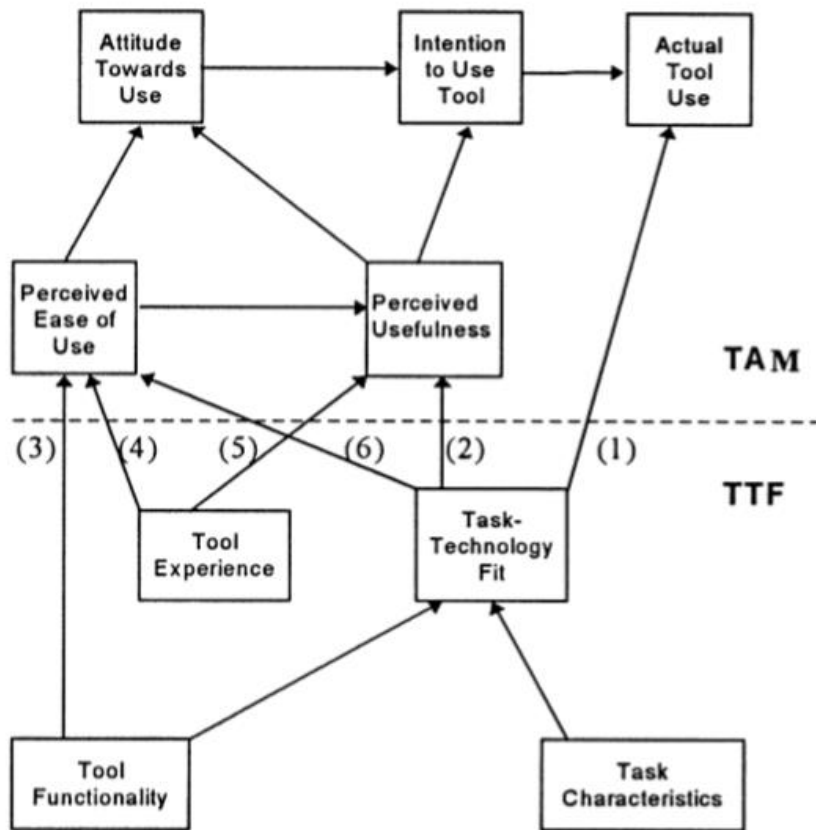 Attitude
Towards
Use
Intention
to Use
Tool
Actual
Tool
Use
Perceived
Ease of
Use
Perceived
Usefulness
TAM
(3)
(4)
(5)
(6)
(2)
(1)
TTF
Tool
Experience
Task-
Technology
Fit
Tool
Functionality
Task
Characteristics